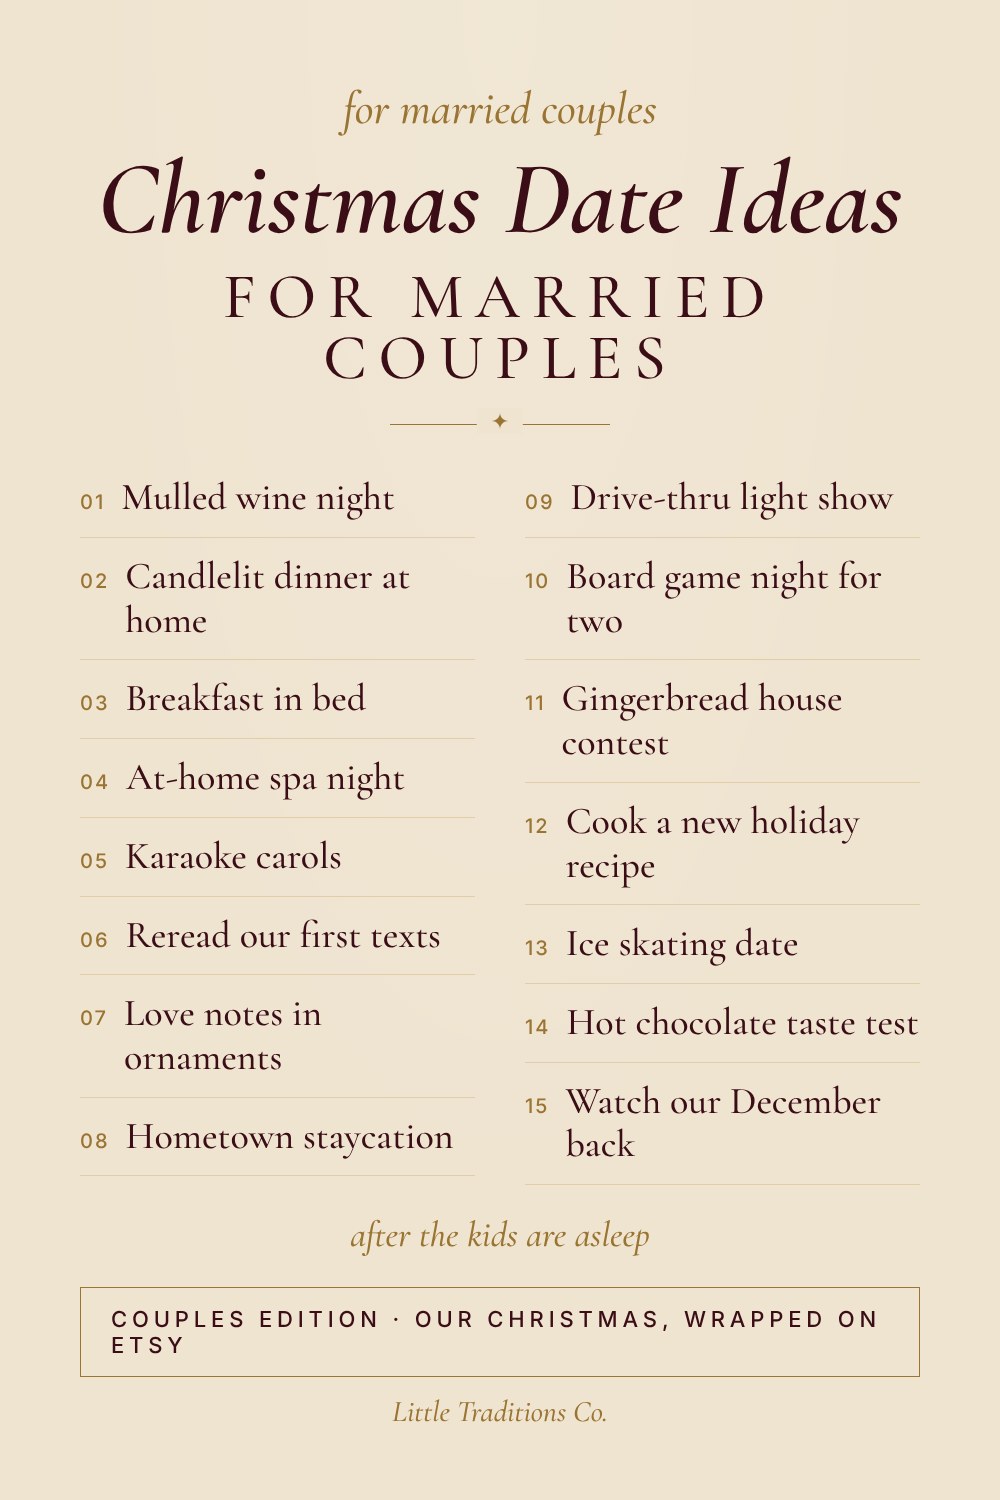 for married couples
Christmas Date Ideas
FOR MARRIED
COUPLES
01 Mulled wine night
02 Candlelit dinner at
home
03 Breakfast in bed
04 At-home spa night
05 Karaoke carols
06 Reread our first texts
07 Love notes in
ornaments
08 Hometown staycation
09 Drive-thru light show
10 Board game night for
two
11 Gingerbread house
contest
12 Cook a new holiday
recipe
13 Ice skating date
14 Hot chocolate taste test
15 Watch our December
back
after the kids are asleep
COUPLES EDITION · OUR CHRISTMAS, WRAPPED ON
ETSY
Little Traditions Co.